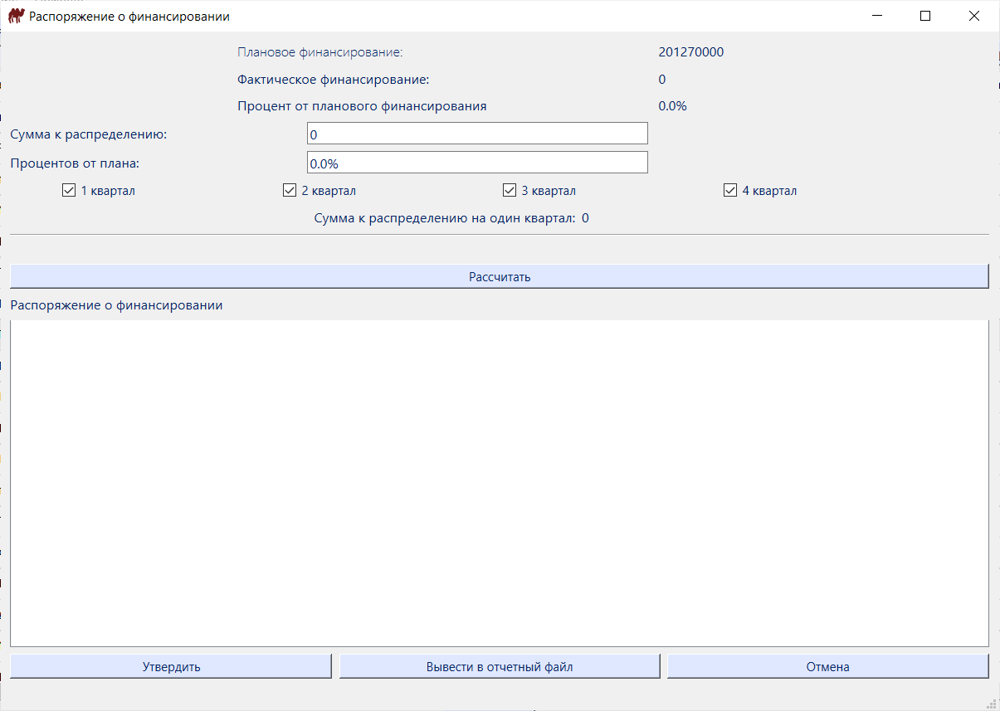 Распоряжение о финансировании
Плановое финансирование: 201270000
Фактическое финансирование: 0
Процент от планового финансирования 0.0%
Сумма к распределению: 0
Процентов от плана: 0.0%
1 квартал 2 квартал 3 квартал 4 квартал
Сумма к распределению на один квартал: 0
Рассчитать
Распоряжение о финансировании
Утвердить Вывести в отчетный файл Отмена